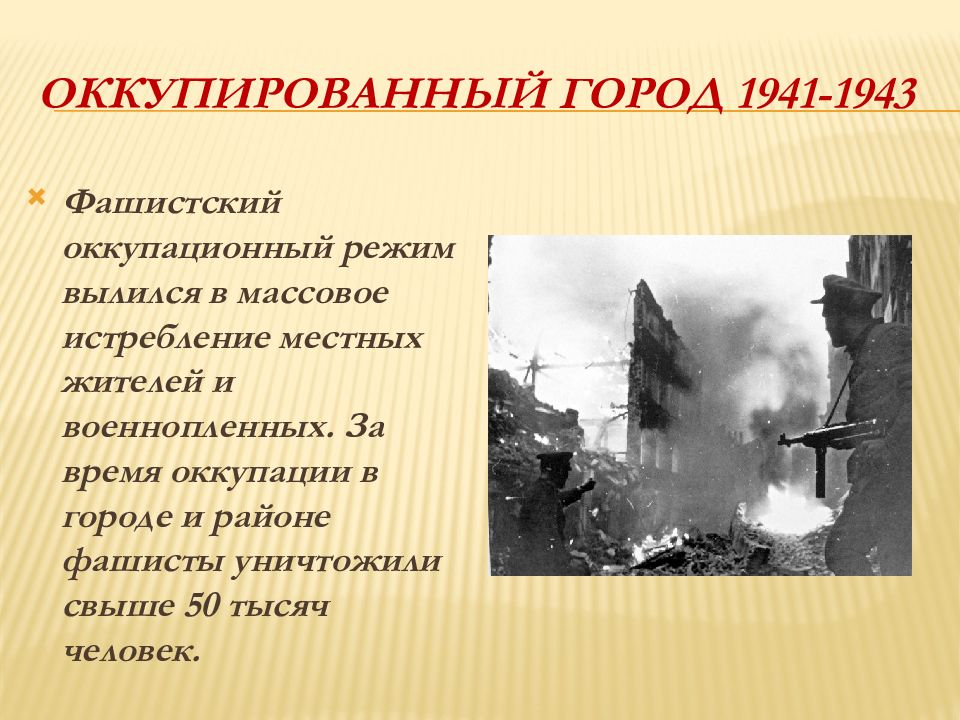 ОККУПИРОВАННЫЙ ГОРОД 1941-1943
Фашистский
оккупационный режим
вылился в массовое
истребление местных
жителей и
военнопленных. За
время оккупации в
городе и районе
фашисты уничтожили
свыше 50 тысяч
человек.